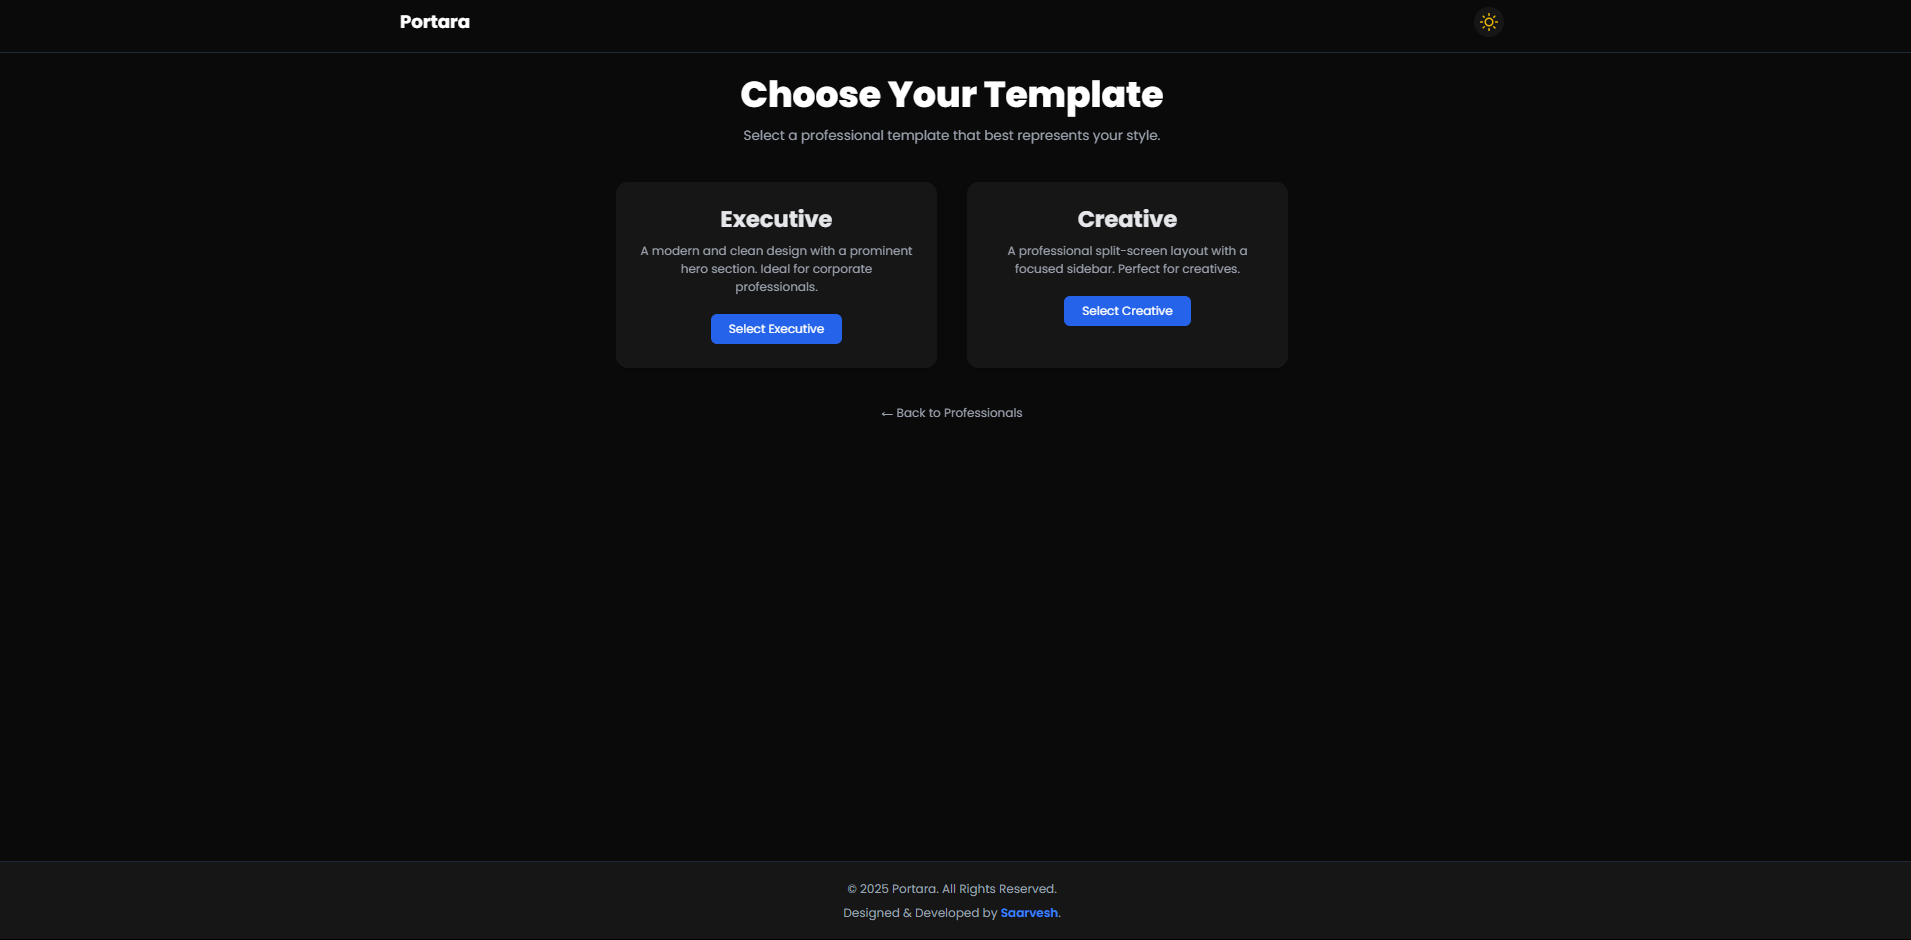 Portara
Choose Your Template
Select a professional template that best represents your style.
Executive
A modern and clean design with a prominent
hero section. Ideal for corporate
professionals.
Select Executive
Creative
A professional split-screen layout with a
focused sidebar. Perfect for creatives.
Select Creative
← Back to Professionals
© 2025 Portara. All Rights Reserved.
Designed & Developed by Saarvesh.